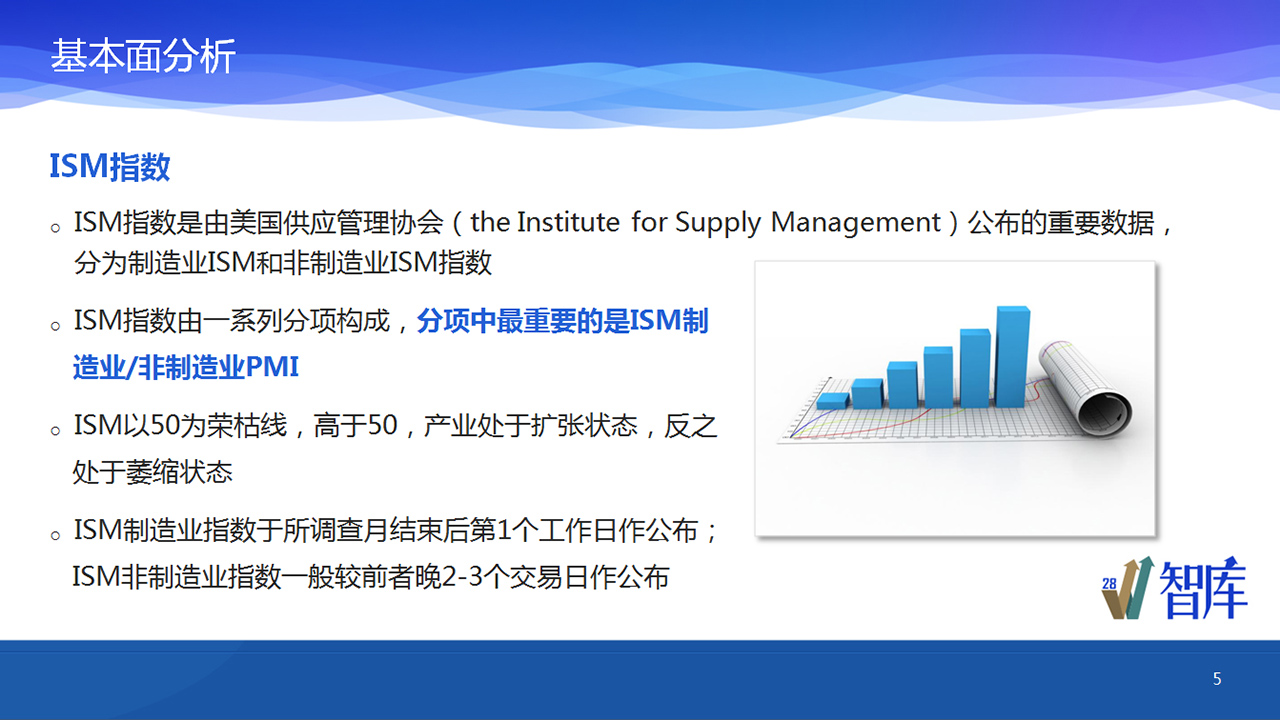 基本面分析
ISM指数
ISM指数是由美国供应管理协会（the Institute for Supply Management）公布的重要数据，
分为制造业ISM和非制造业ISM指数
ISM指数由一系列分项构成，分项中最重要的是ISM制
造业/非制造业PMI
ISM以50为荣枯线，高于50，产业处于扩张状态，反之
处于萎缩状态
ISM制造业指数于所调查月结束后第1个工作日作公布；
ISM非制造业指数一般较前者晚2-3个交易日作公布
28 智库
5